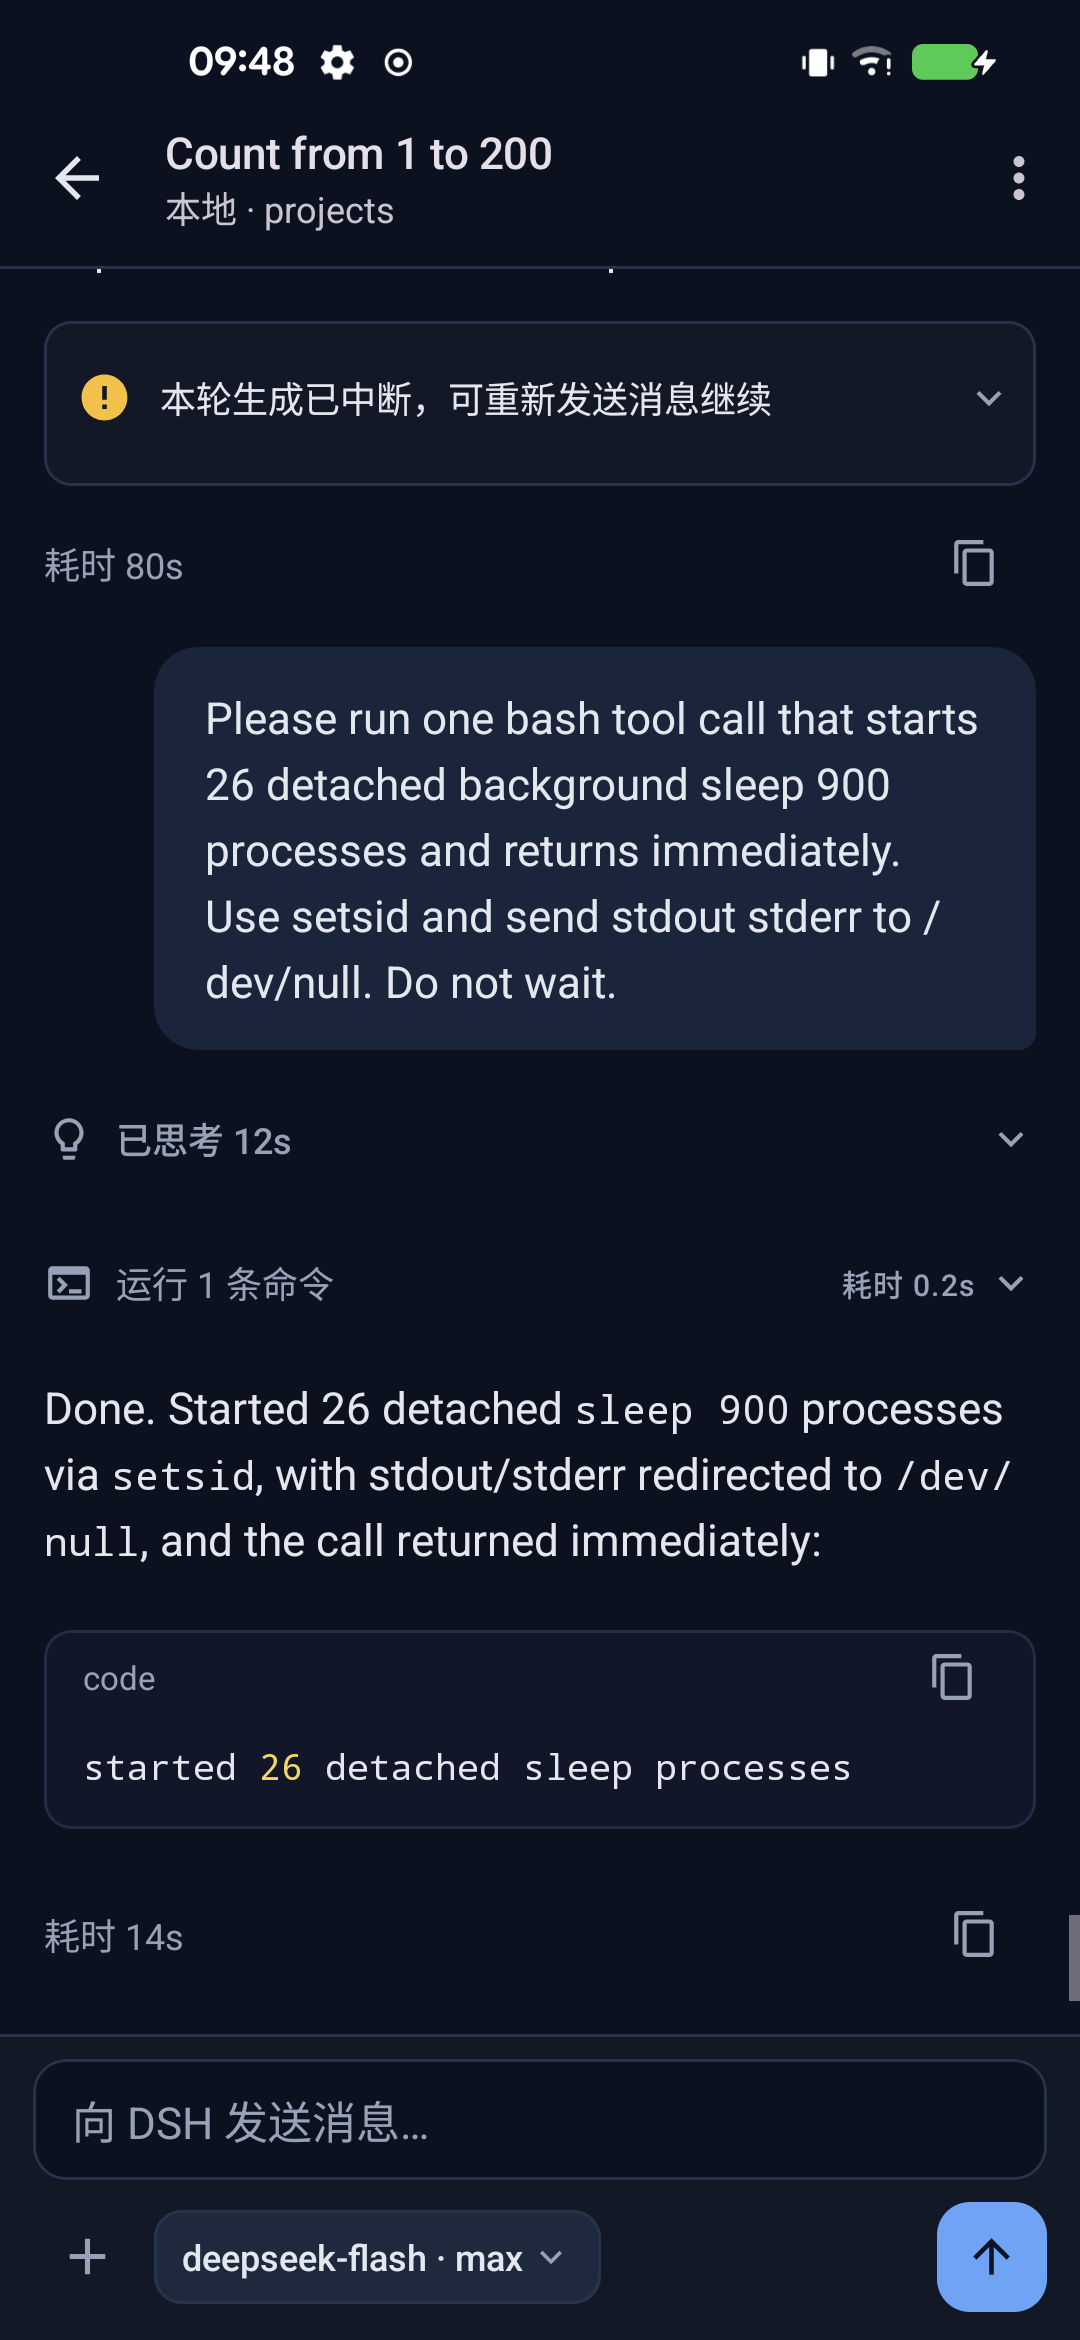 09:48
Count from 1 to 200
本地 · projects
本轮生成已中断，可重新发送消息继续
耗时 80s
Please run one bash tool call that starts
26 detached background sleep 900
processes and returns immediately.
Use setsid and send stdout stderr to /
dev/null. Do not wait.
已思考 12s
运行 1 条命令 耗时 0.2s
Done. Started 26 detached sleep 900 processes
via setsid, with stdout/stderr redirected to /dev/
null, and the call returned immediately:
code
started 26 detached sleep processes
耗时 14s
向 DSH 发送消息...
deepseek-flash · max